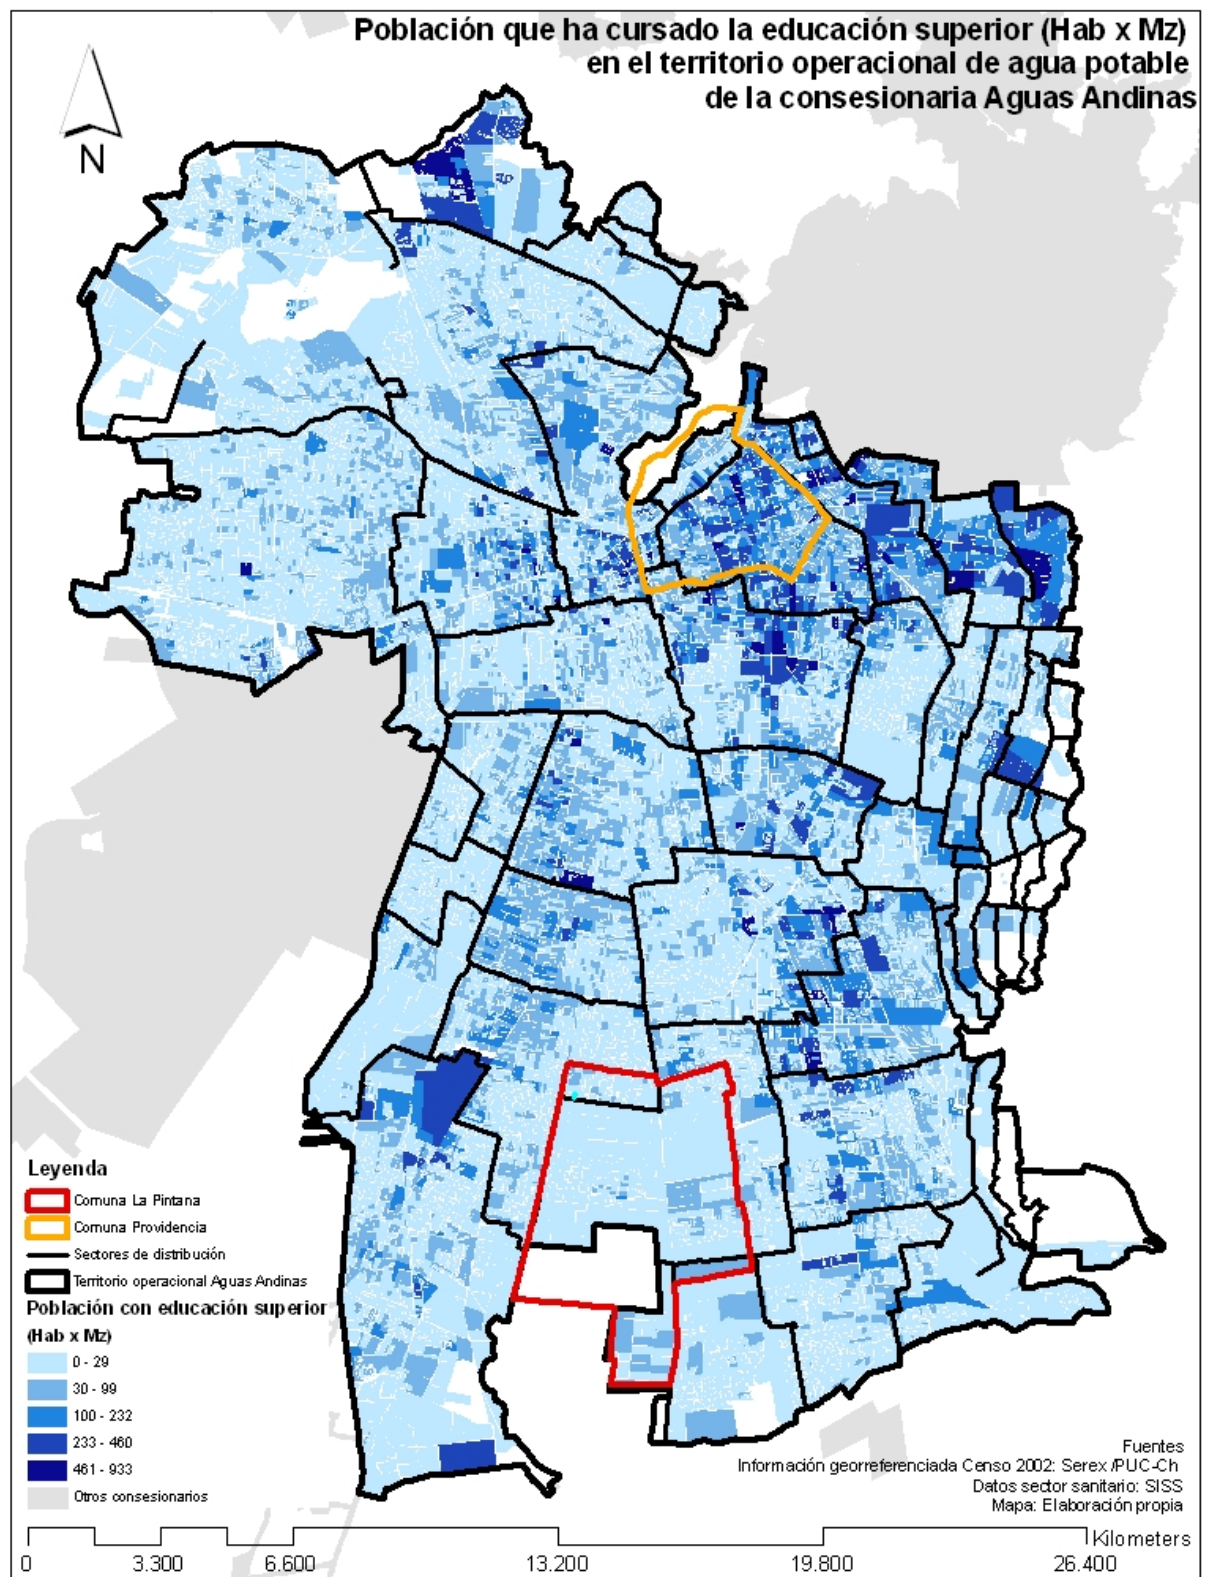 Población que ha cursado la educación superior (Hab x Mz)
en el territorio operacional de agua potable
de la consesionaria Aguas Andinas
N
Leyenda
Comuna La Pintana
Comuna Providencia
Sectores de distribución
Territorio operacional Aguas Andinas
Población con educación superior
(Hab x Mz)
0 - 29
30 - 99
100 - 232
233 - 460
461 - 933
Otros consesionarios
Fuentes
Información georreferenciada Censo 2002: Serex /PUC-Ch
Datos sector sanitario: SISS
Mapa: Elaboración propia
Kilometers
0 3.300 6.600 13.200 19.800 26.400